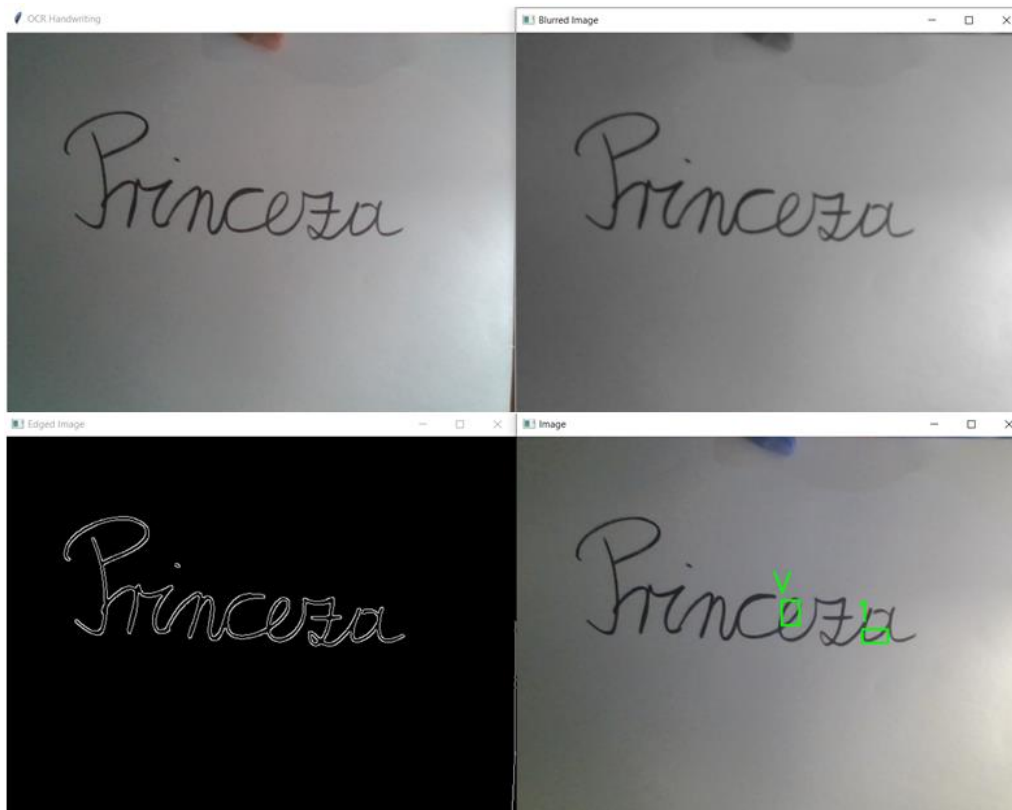 OCR Handwriting
Blurred Image
Princeza
Princeza
Edged Image
Image
Princeza
Princeza
V